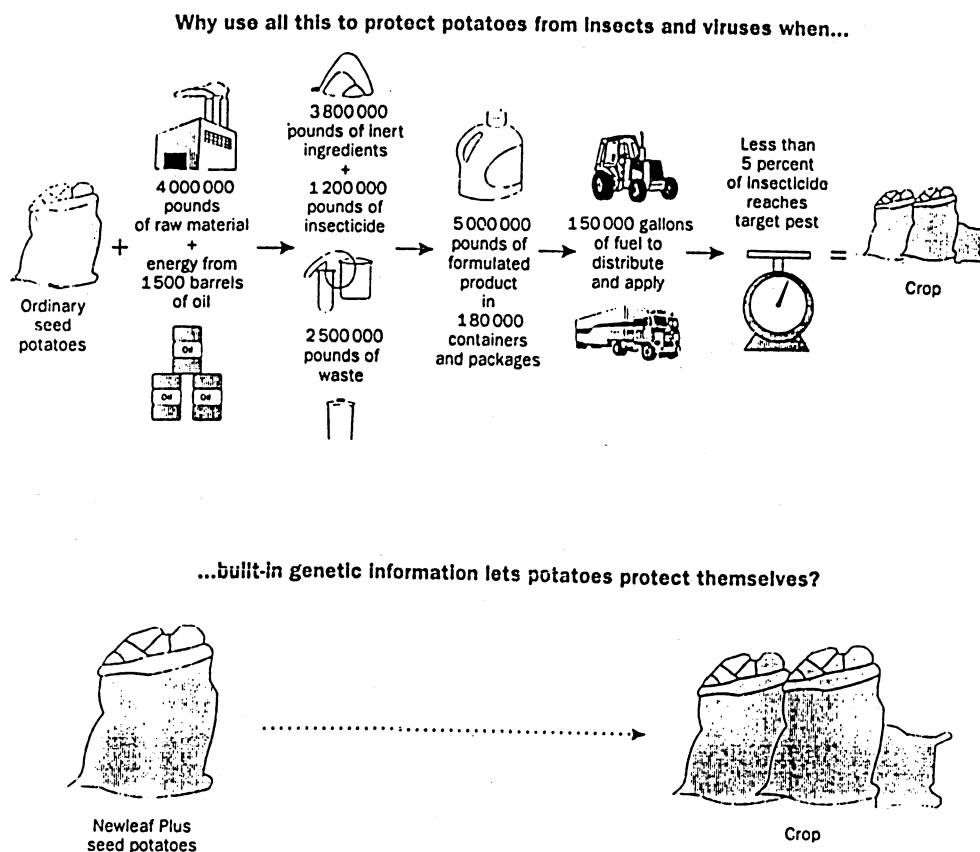 Why use all this to protect potatoes from insects and viruses when...
Ordinary
seed
potatoes
+
4 000 000
pounds
of raw material
+
energy from
1500 barrels
of oil
Oil
Oil
Oil
3 800 000
pounds of inert
ingredients
+
1 200 000
pounds of
insecticide
2 500 000
pounds of
waste
5 000 000
pounds of
formulated
product
in
180 000
containers
and packages
150 000 gallons
of fuel to
distribute
and apply
Less than
5 percent
of insecticide
reaches
target pest
=
Crop
...built-in genetic information lets potatoes protect themselves?
Newleaf Plus
seed potatoes
Crop